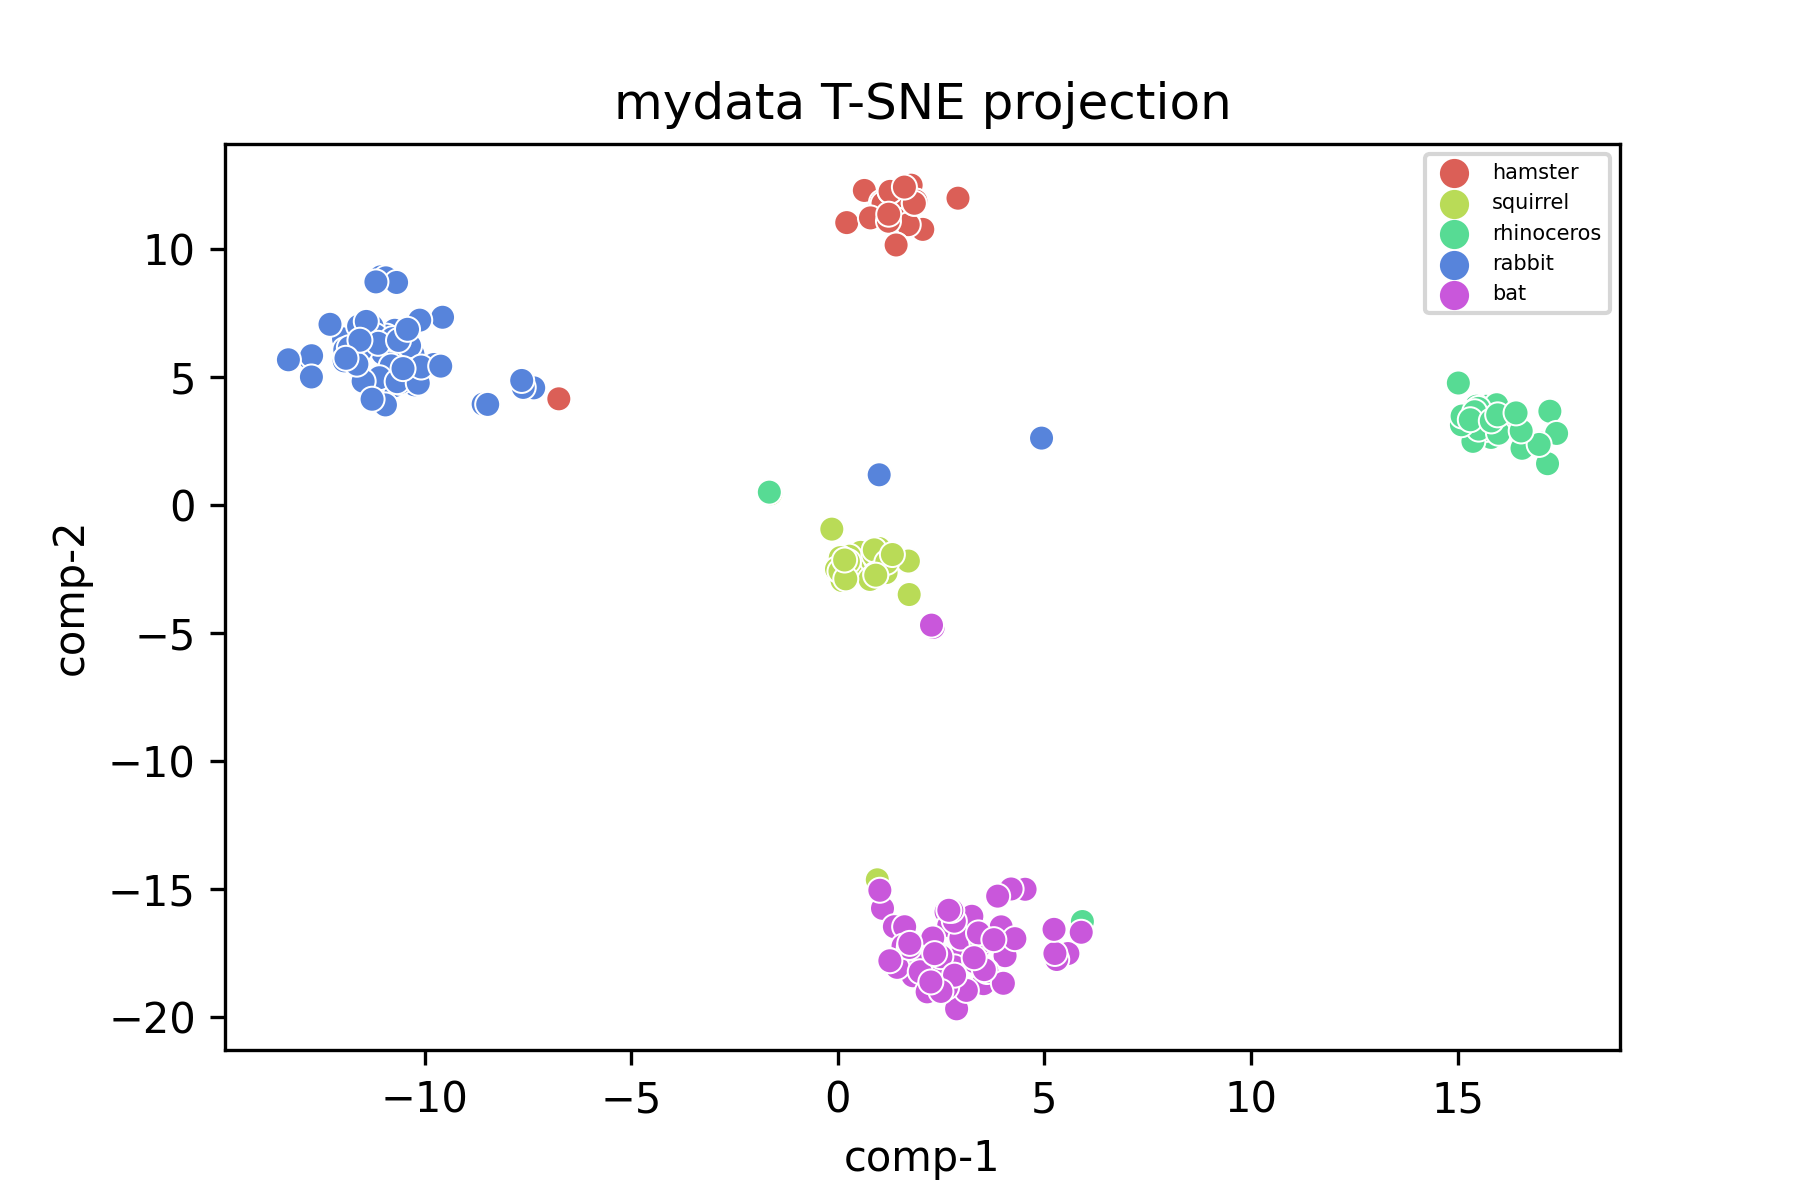 mydata T-SNE projection
hamster
squirrel
rhinoceros
rabbit
bat
10
5
0
−5
−10
−15
−20
comp-2
−10 −5 0 5 10 15
comp-1